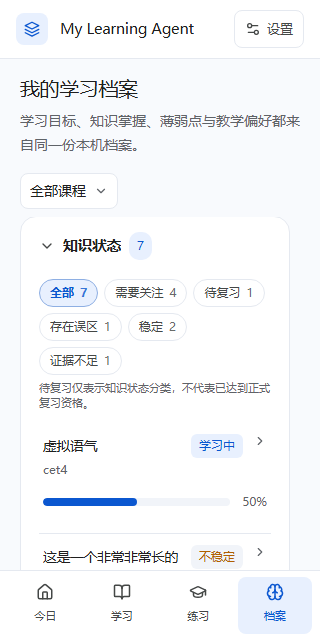 My Learning Agent
设置
我的学习档案
学习目标、知识掌握、薄弱点与教学偏好都来
自同一份本机档案。
全部课程
知识状态 7
全部 7 需要关注 4 待复习 1
存在误区 1 稳定 2
证据不足 1
待复习仅表示知识状态分类，不代表已达到正式
复习资格。
虚拟语气 学习中
cet4
50%
这是一个非常非常长的 不稳定
今日 学习 练习 档案